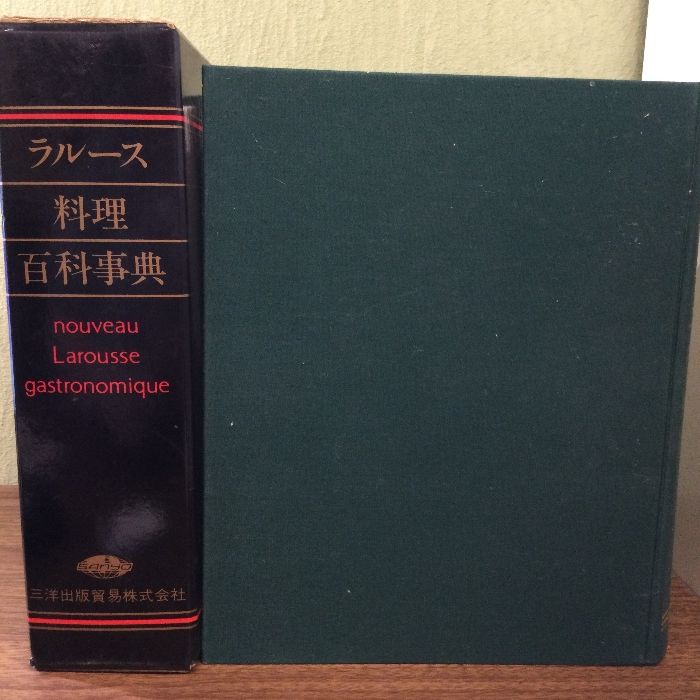 ラルース
料理
百科事典
nouveau
Larousse
gastronomique
SANYO
三洋出版貿易株式会社